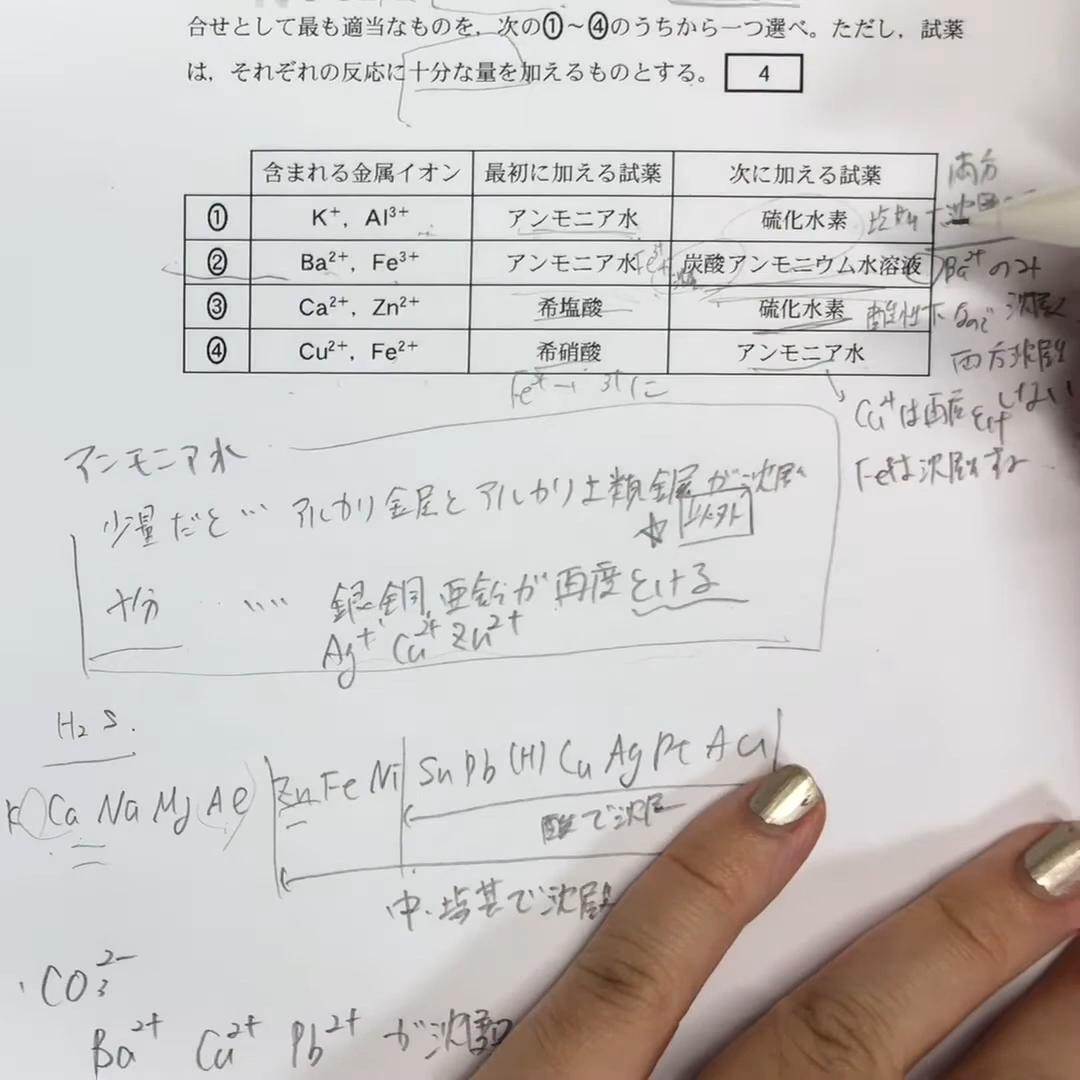 合せとして最も適当なものを，次の①～④のうちから一つ選べ。ただし，試薬
は，それぞれの反応に十分な量を加えるものとする。 4
含まれる金属イオン 最初に加える試薬 次に加える試薬
① K⁺，Al³⁺ アンモニア水 硫化水素
② Ba²⁺，Fe³⁺ アンモニア水 炭酸アンモニウム水溶液
③ Ca²⁺，Zn²⁺ 希塩酸 硫化水素
④ Cu²⁺，Fe²⁺ 希硝酸 アンモニア水
両方
Ba²⁺のみ
酸性下なので沈殿
両方沈殿しない
は再度とけ
Feは沈殿する
アンモニア水
少量だと… アルカリ金属とアルカリ土類金属が沈殿
以外
十分 〃 銀、銅、亜鉛が再度とける
Ag⁺ Cu²⁺ Zn²⁺
H₂S.
K Ca Na Mg Al Zn Fe Ni Sn Pb (H) Cu Ag Pt Au
酸で沈殿
中・塩基で沈殿
CO₃²⁻
Ba²⁺ Ca²⁺ Pb²⁺ が沈殿